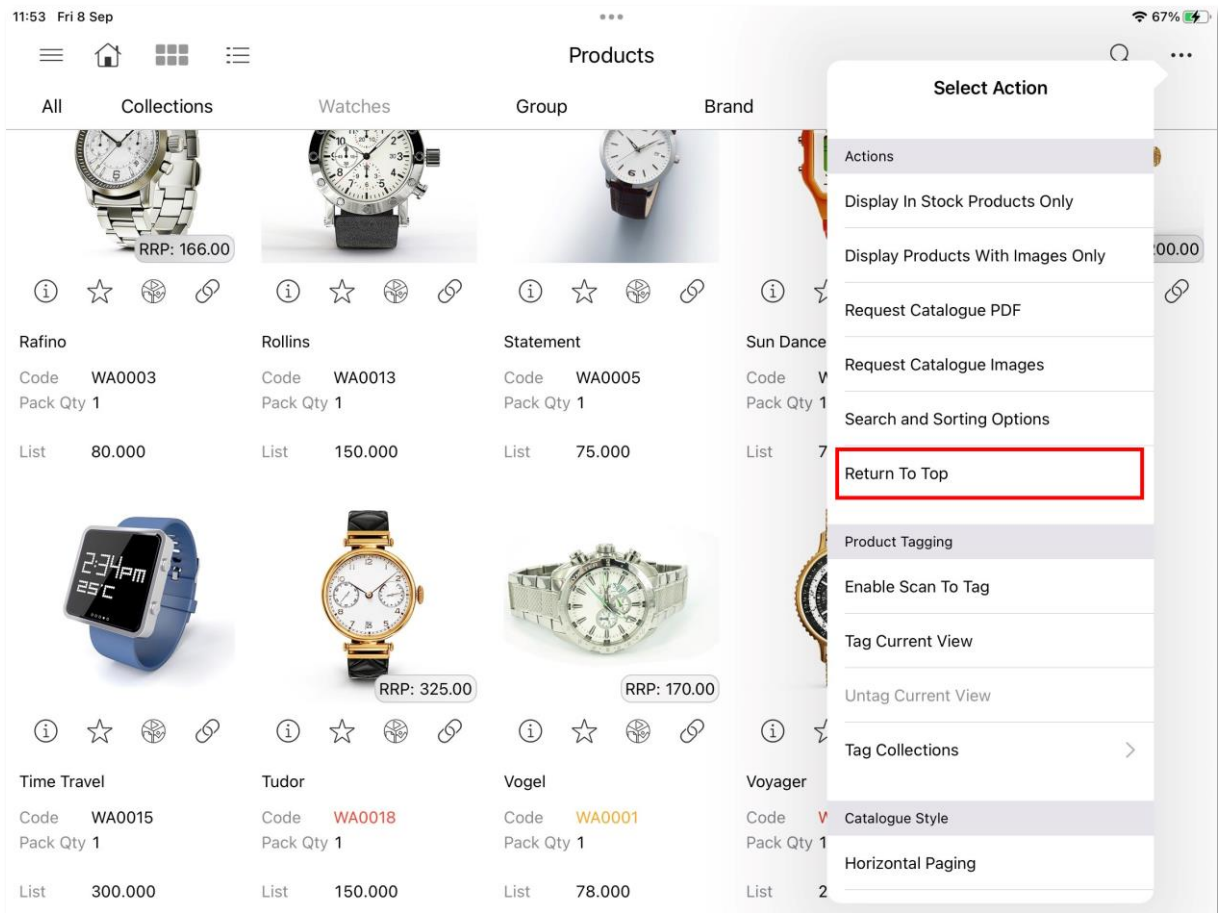 11:53 Fri 8 Sep
67%
Products
All Collections Watches Group Brand
RRP: 166.00
00.00
Rafino Rollins Statement Sun Dance
Code WA0003 Code WA0013 Code WA0005 Code
Pack Qty 1 Pack Qty 1 Pack Qty 1 Pack Qty 1
List 80.000 List 150.000 List 75.000 List 7
2:34pm
25°C
RRP: 325.00 RRP: 170.00
Time Travel Tudor Vogel Voyager
Code WA0015 Code WA0018 Code WA0001 Code
Pack Qty 1 Pack Qty 1 Pack Qty 1 Pack Qty 1
List 300.000 List 150.000 List 78.000 List 2
Select Action
Actions
Display In Stock Products Only
Display Products With Images Only
Request Catalogue PDF
Request Catalogue Images
Search and Sorting Options
Return To Top
Product Tagging
Enable Scan To Tag
Tag Current View
Untag Current View
Tag Collections
Catalogue Style
Horizontal Paging